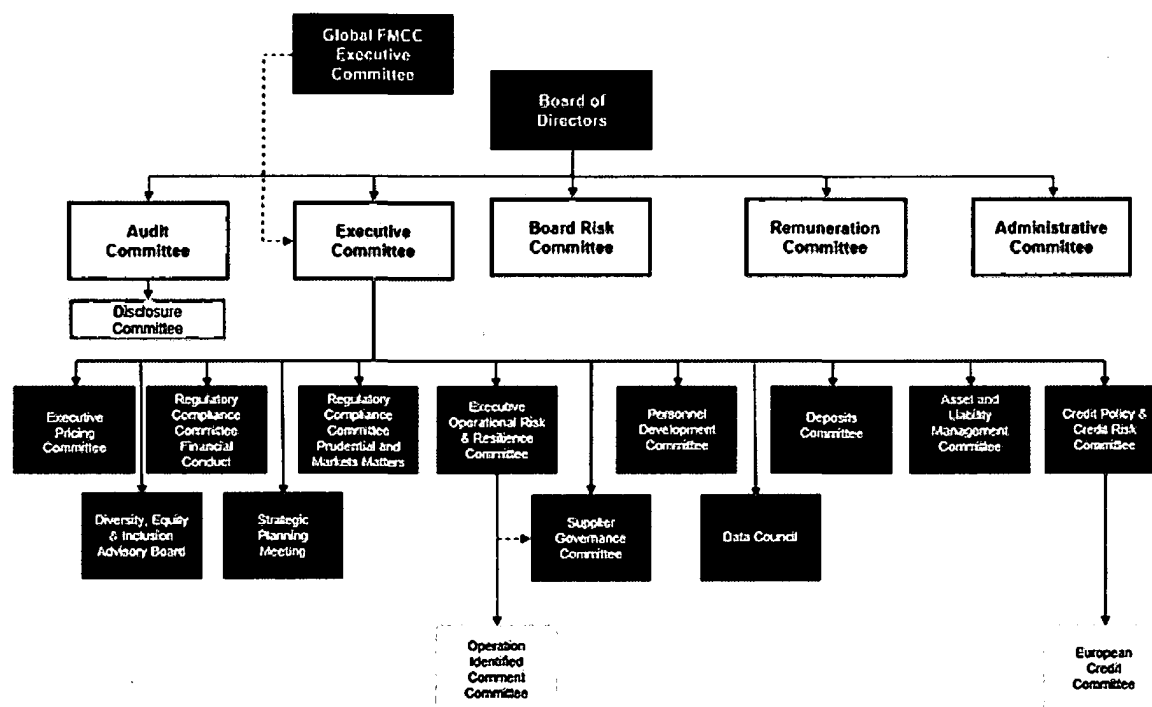 Global FMCC
Executive
Committee
Board of
Directors
Audit
Committee
Executive
Committee
Board Risk
Committee
Remuneration
Committee
Administrative
Committee
Disclosure
Committee
Executive
Pricing
Committee
Regulatory
Compliance
Committee
Financial
Conduct
Regulatory
Compliance
Committee
Prudential and
Markets Matters
Executive
Operational Risk
& Resilience
Committee
Personnel
Development
Committee
Deposits
Committee
Asset and
Liability
Management
Committee
Credit Policy &
Credit Risk
Committee
Diversity, Equity
& Inclusion
Advisory Board
Strategic
Planning
Meeting
Supplier
Governance
Committee
Data Council
Operation
Identified
Comment
Committee
European
Credit
Committee